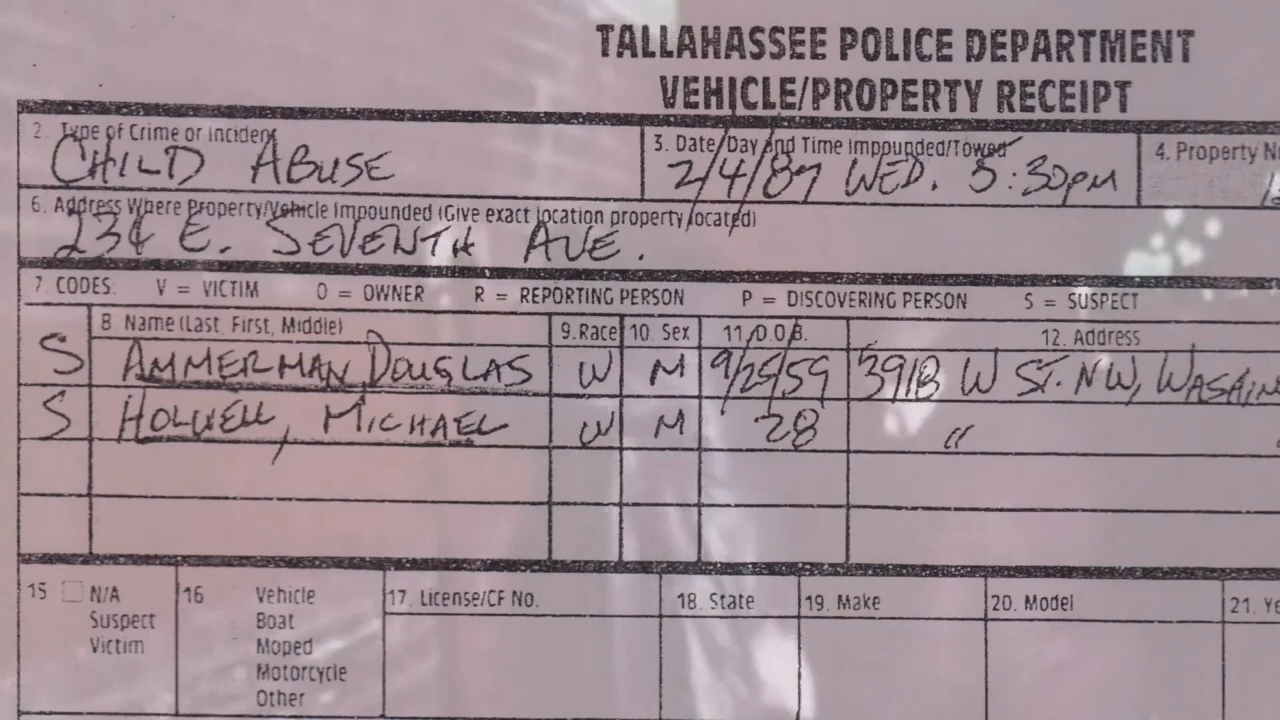 TALLAHASSEE POLICE DEPARTMENT
VEHICLE/PROPERTY RECEIPT
2. Type of Crime or Incident
CHILD ABUSE
3. Date/Day and Time Impounded/Towed
2/4/87 WED. 5:30pm
4. Property N
6. Address Where Property/Vehicle Impounded (Give exact location property located)
E. SEVENTH AVE.
7. CODES: V = VICTIM O = OWNER R = REPORTING PERSON P = DISCOVERING PERSON S = SUSPECT
8 Name (Last, First, Middle) 9. Race 10. Sex 11. D.O.B. 12. Address
S AMMERMAN, DOUGLAS W M 9/29/59 3918 W ST. NW, WASHIN
S HOLWELL, MICHAEL W M 28 "
15 N/A
Suspect
Victim
16 Vehicle
Boat
Moped
Motorcycle
Other
17. License/CF No.
18. State
19. Make
20. Model
21. Ye